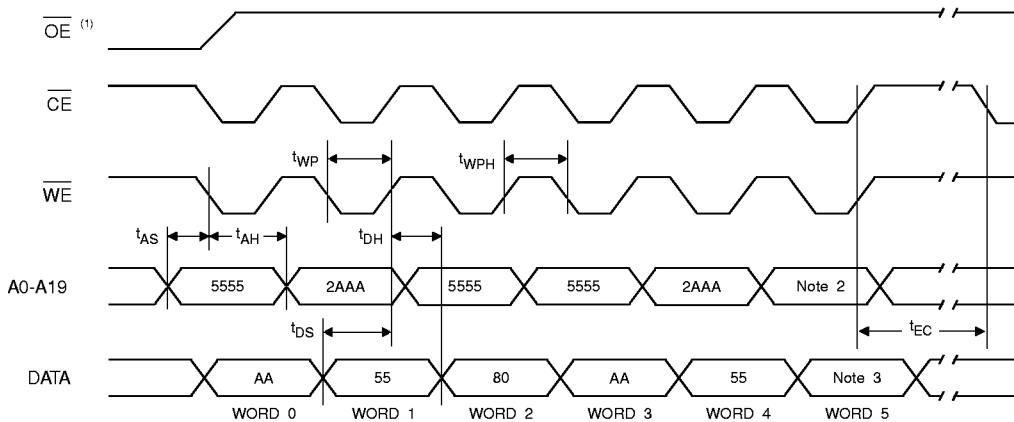 OE (1)
CE
tWP
tWPH
WE
tAS
tAH
tDH
A0-A19
5555
2AAA
5555
5555
2AAA
Note 2
tDS
tEC
DATA
AA
55
80
AA
55
Note 3
WORD 0
WORD 1
WORD 2
WORD 3
WORD 4
WORD 5